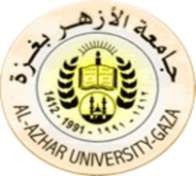 جامعة الأزهر بغزة
1412 - 1991 - ١٩٩١ - ١٤١٢
AL-AZHAR UNIVERSITY-GAZA